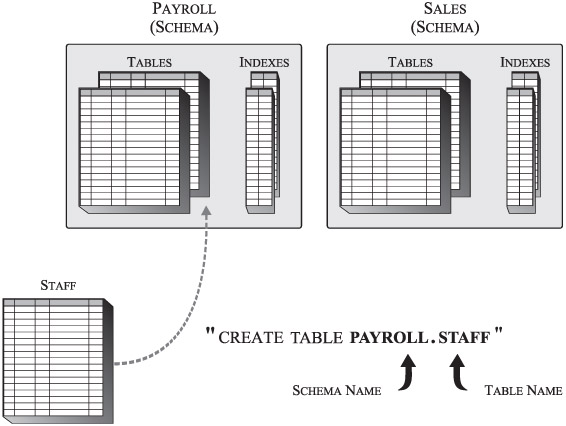 PAYROLL
(SCHEMA)
SALES
(SCHEMA)
TABLES
INDEXES
TABLES
INDEXES
STAFF
"CREATE TABLE PAYROLL.STAFF"
SCHEMA NAME
TABLE NAME